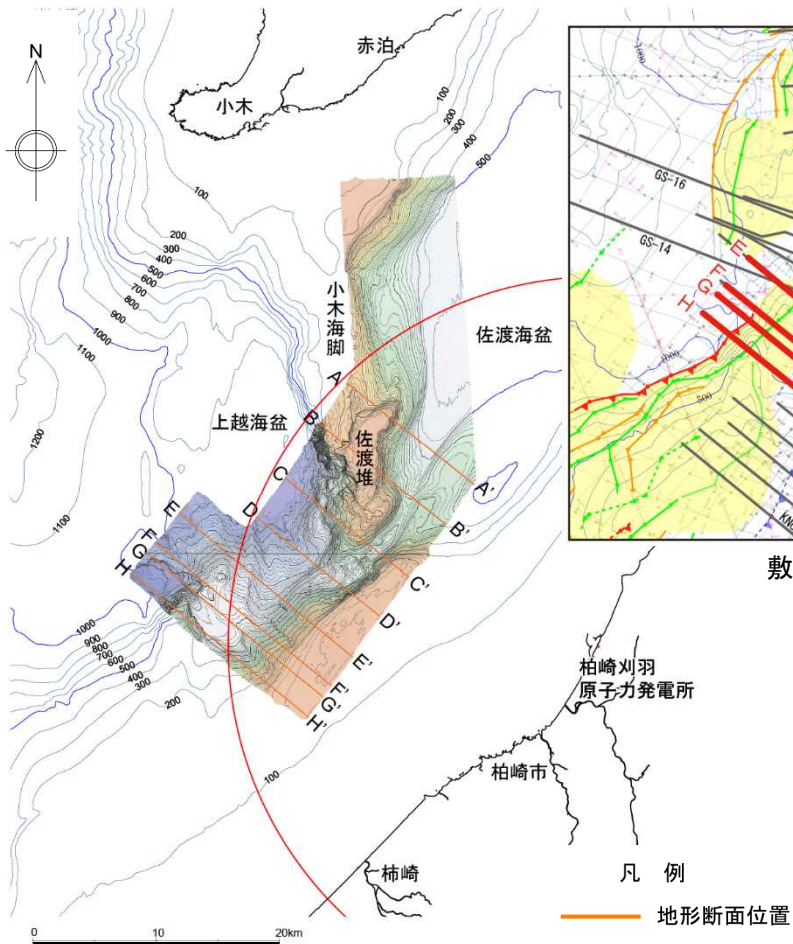 N
赤泊
小木
100
200
300
400
500
100
200
300
400
500
600
700
800
900
1000
1100
1200
1100
小木海脚
佐渡海盆
上越海盆
佐渡堆
A
B
C
D
E
F
G
H
A'
B'
C'
D'
E'
F'
G'
H'
1000
900
800
700
600
500
400
300
200
100
GS-16
GS-14
E
F
G
H
1000
500
敷
柏崎刈羽
原子力発電所
柏崎市
柿崎
凡 例
地形断面位置
0 10 20km